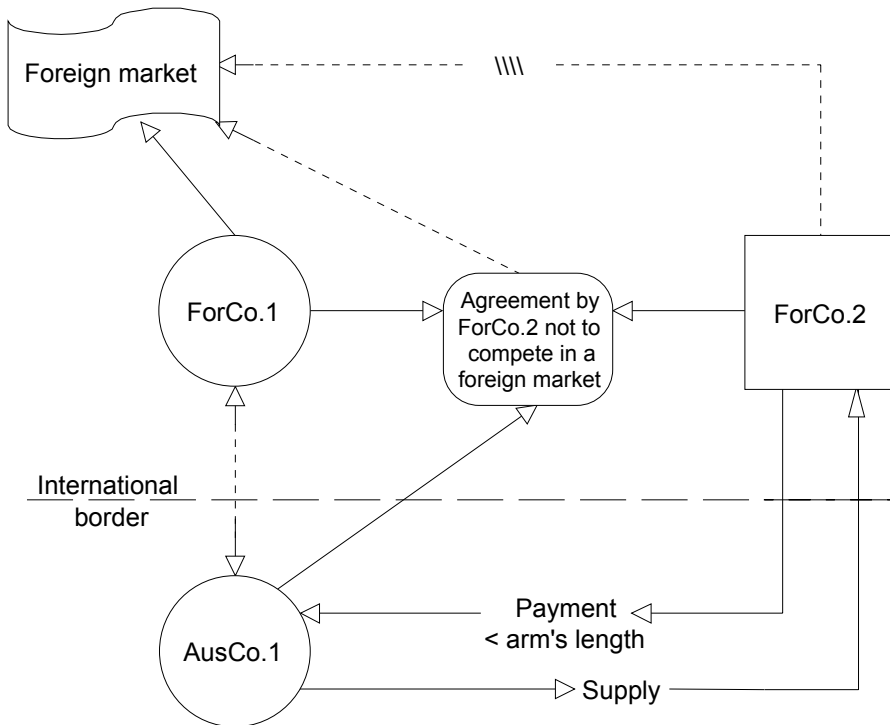 Foreign market
\\\\
ForCo.1
Agreement by
ForCo.2 not to
compete in a
foreign market
ForCo.2
International
border
Payment
< arm's length
AusCo.1
Supply